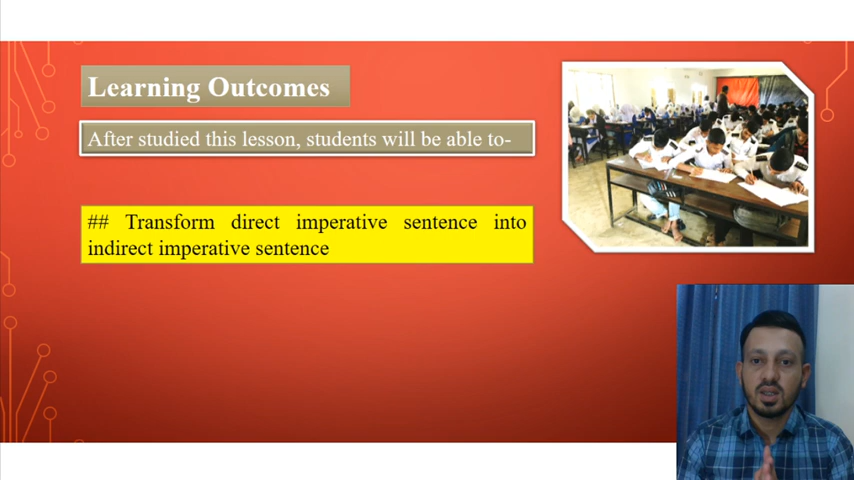 Learning Outcomes
After studied this lesson, students will be able to-
## Transform direct imperative sentence into
indirect imperative sentence